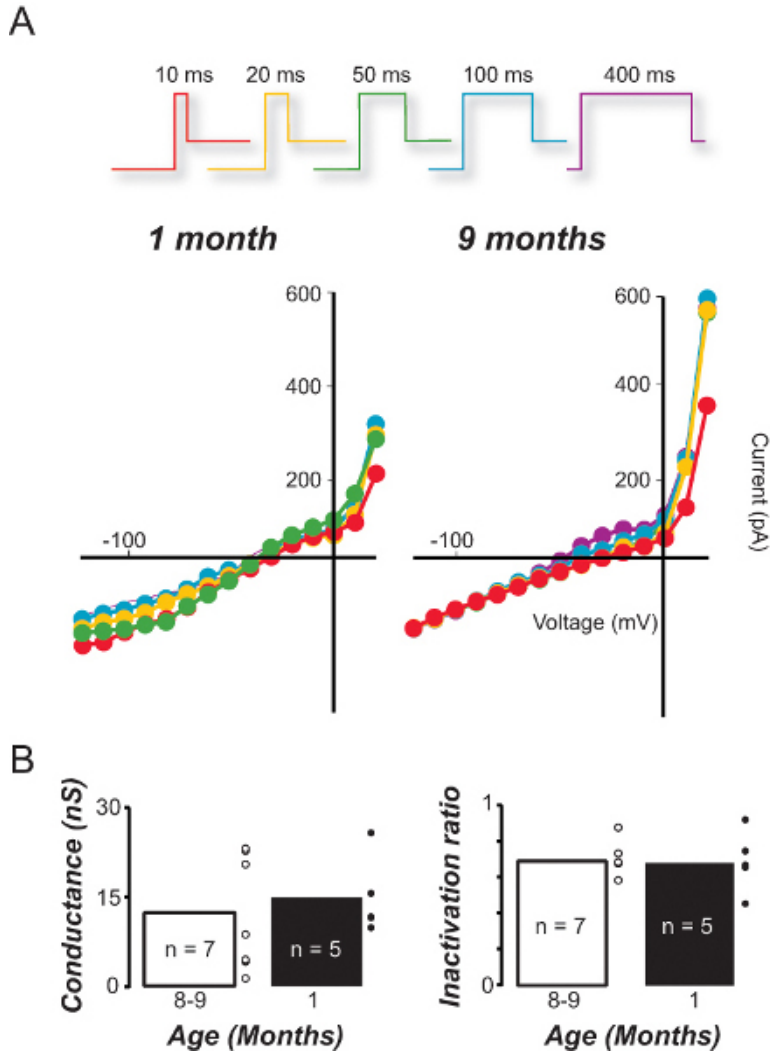 A
10 ms 20 ms 50 ms 100 ms 400 ms
1 month 9 months
600 600
400 400
200 200
-100 -100
Current (pA)
Voltage (mV)
B
Conductance (nS)
30
15
0
n = 7 n = 5
8-9 1
Age (Months)
Inactivation ratio
1
0
n = 7 n = 5
8-9 1
Age (Months)